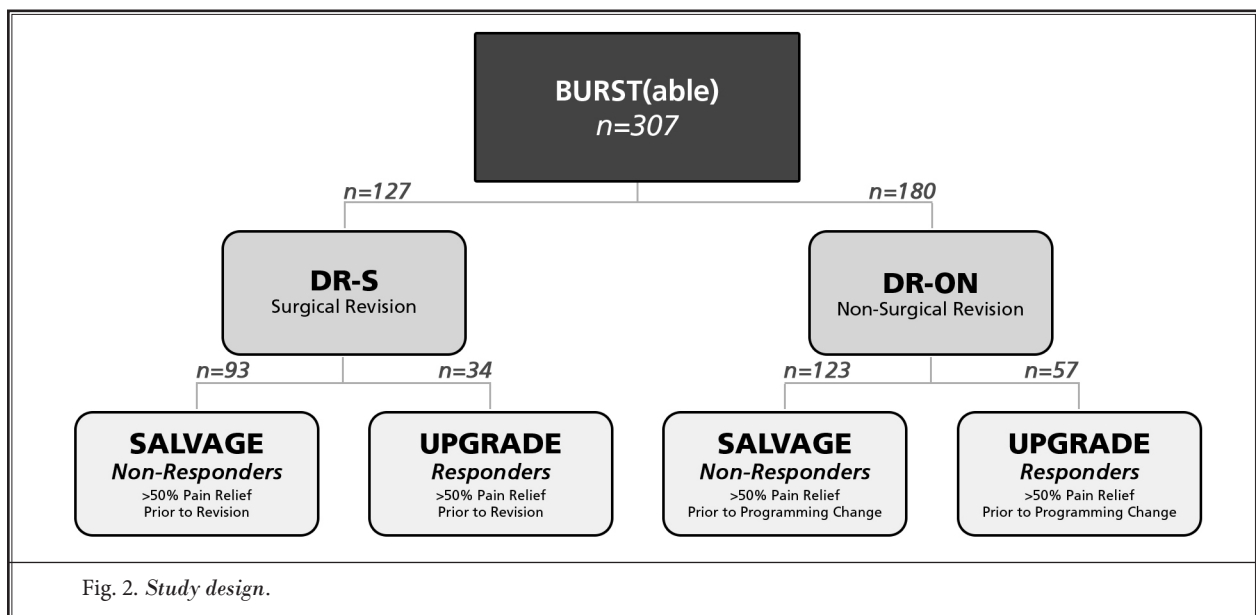 BURST(able)
n=307
n=127
n=180
DR-S
Surgical Revision
DR-ON
Non-Surgical Revision
n=93
n=34
n=123
n=57
SALVAGE
Non-Responders
>50% Pain Relief
Prior to Revision
UPGRADE
Responders
>50% Pain Relief
Prior to Revision
SALVAGE
Non-Responders
>50% Pain Relief
Prior to Programming Change
UPGRADE
Responders
>50% Pain Relief
Prior to Programming Change
Fig. 2. Study design.